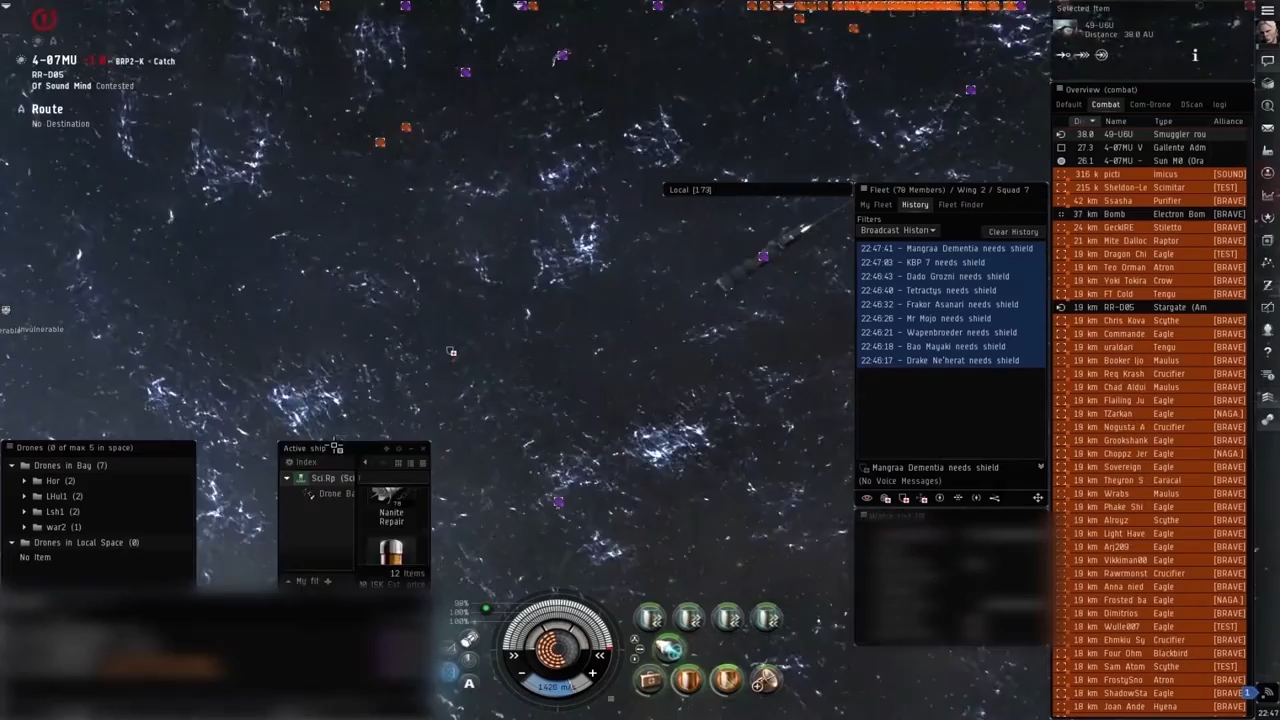 4-07MU
BRP2-K · Catch
RR-D05
Of Sound Mind Contested
Route
No Destination
Invulnerable
Drones (0 of max 5 in space)
Drones in Bay (7)
Hor (2)
LHul1 (2)
Lsh1 (2)
war2 (1)
Drones in Local Space (0)
No Item
Active ship
Index
Drone Ba
78
Nanite
Repair
12 Items
My fil
98%
100%
100%
A
1426 m/s
Local [173]
Fleet (78 Members) / Wing 2 / Squad 7
My Fleet History Fleet Finder
Filters
Broadcast Histor
Clear History
22:47:41 - Mangraa Dementia needs shield
22:47:03 - KBP 7 needs shield
22:46:43 - Dado Grozni needs shield
22:46:40 - Tetractys needs shield
22:46:32 - Frakor Asanari needs shield
22:46:26 - Mr Mojo needs shield
22:46:21 - Wapenbroeder needs shield
22:46:18 - Bao Mayaki needs shield
22:46:17 - Drake Ne'herat needs shield
Mangraa Dementia needs shield
(No Voice Messages)
Selected Item
49-U6U
Distance: 38.0 AU
Overview (combat)
Default Combat Com-Drone DScan logi
Di Name Type Alliance
38.0 49-U6U Smuggler rou
27.3 4-07MU V Gallente Adm
26.1 4-07MU - Sun M0 (Ora
316 k picti Imicus [SOUND]
215 k Sheldon-Le Scimitar [TEST]
42 km Ssasha Purifier [BRAVE]
37 km Bomb Electron Bom [BRAVE]
24 km GeckIRE Stiletto [BRAVE]
21 km Mite Dalloc Raptor [BRAVE]
19 km Dragon Chi Eagle [TEST]
19 km Teo Orman Atron [BRAVE]
19 km Yoki Tokira Crow [BRAVE]
19 km FT Cold Tengu [BRAVE]
19 km RR-D05 Stargate (Am
19 km Chris Kova Scythe [BRAVE]
19 km Commande Eagle [BRAVE]
19 km uraldari Tengu [BRAVE]
19 km Booker Ijo Maulus [BRAVE]
19 km Req Krash Crucifier [BRAVE]
19 km Chad Aldui Maulus [BRAVE]
19 km Flailing Ju Eagle [BRAVE]
19 km TZarkan Eagle [NAGA.]
19 km Nogusta A Eagle [BRAVE]
19 km Grookshank Eagle [BRAVE]
19 km Choppz Jer Eagle [NAGA.]
19 km Sovereign Eagle [BRAVE]
19 km Theyron S Caracal [BRAVE]
19 km Wrabs Maulus [BRAVE]
19 km Phake Shi Eagle [BRAVE]
19 km Alroyz Scythe [BRAVE]
19 km Light Have Eagle [BRAVE]
19 km Arj209 Eagle [BRAVE]
19 km Vikkiman00 Eagle [BRAVE]
19 km Rawrmonst Crucifier [BRAVE]
19 km Anna nied Eagle [BRAVE]
19 km Frosted ba Eagle [NAGA.]
18 km Dimitrios Eagle [BRAVE]
18 km Wulle007 Eagle [TEST]
18 km Ehmkiu Sy Crucifier [BRAVE]
18 km Four Ohm Blackbird [BRAVE]
18 km Sam Atom Scythe [TEST]
18 km FrostySno Atron [BRAVE]
18 km ShadowSta Eagle [BRAVE]
18 km Joan Ande Hyena [BRAVE]
1
22:47